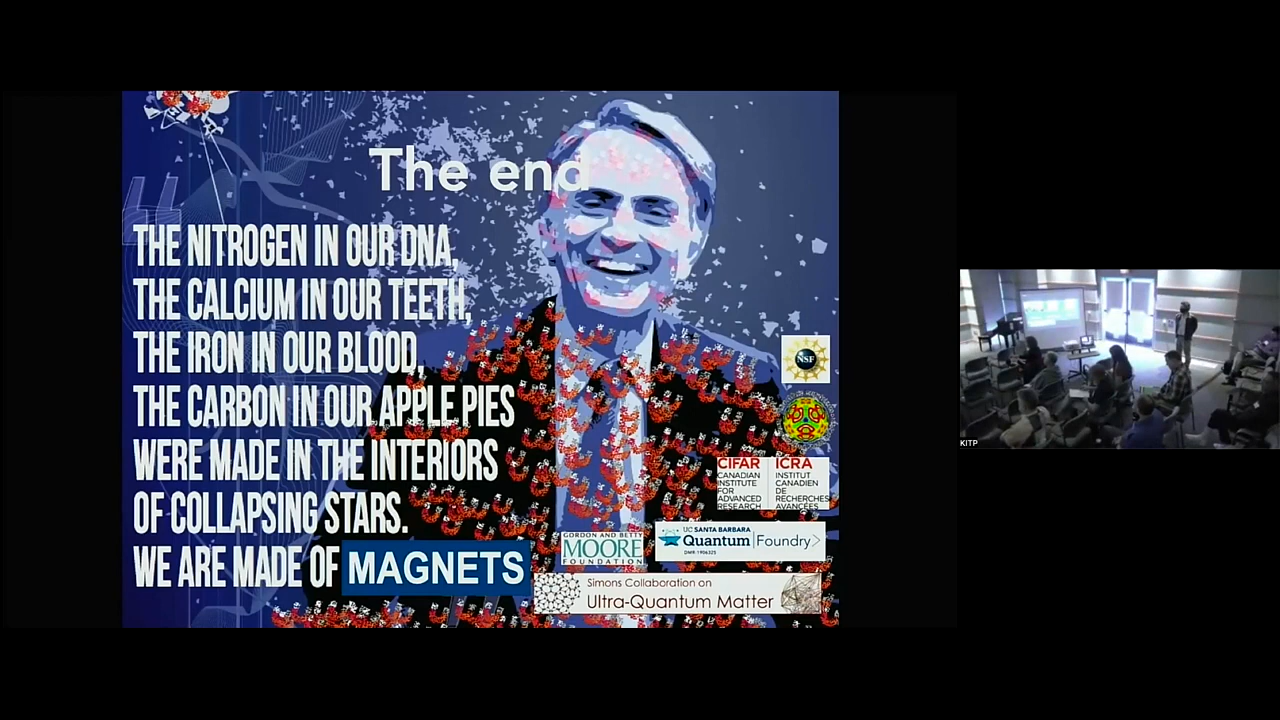 The end
THE NITROGEN IN OUR DNA,
THE CALCIUM IN OUR TEETH,
THE IRON IN OUR BLOOD,
THE CARBON IN OUR APPLE PIES
WERE MADE IN THE INTERIORS
OF COLLAPSING STARS.
WE ARE MADE OF MAGNETS
NSF
CIFAR
CANADIAN
INSTITUTE
FOR
ADVANCED
RESEARCH
ICRA
INSTITUT
CANADIEN
DE
RECHERCHES
AVANCÉES
GORDON AND BETTY
MOORE
FOUNDATION
UC SANTA BARBARA
Quantum Foundry
DMR-1906325
Simons Collaboration on
Ultra-Quantum Matter
KITP